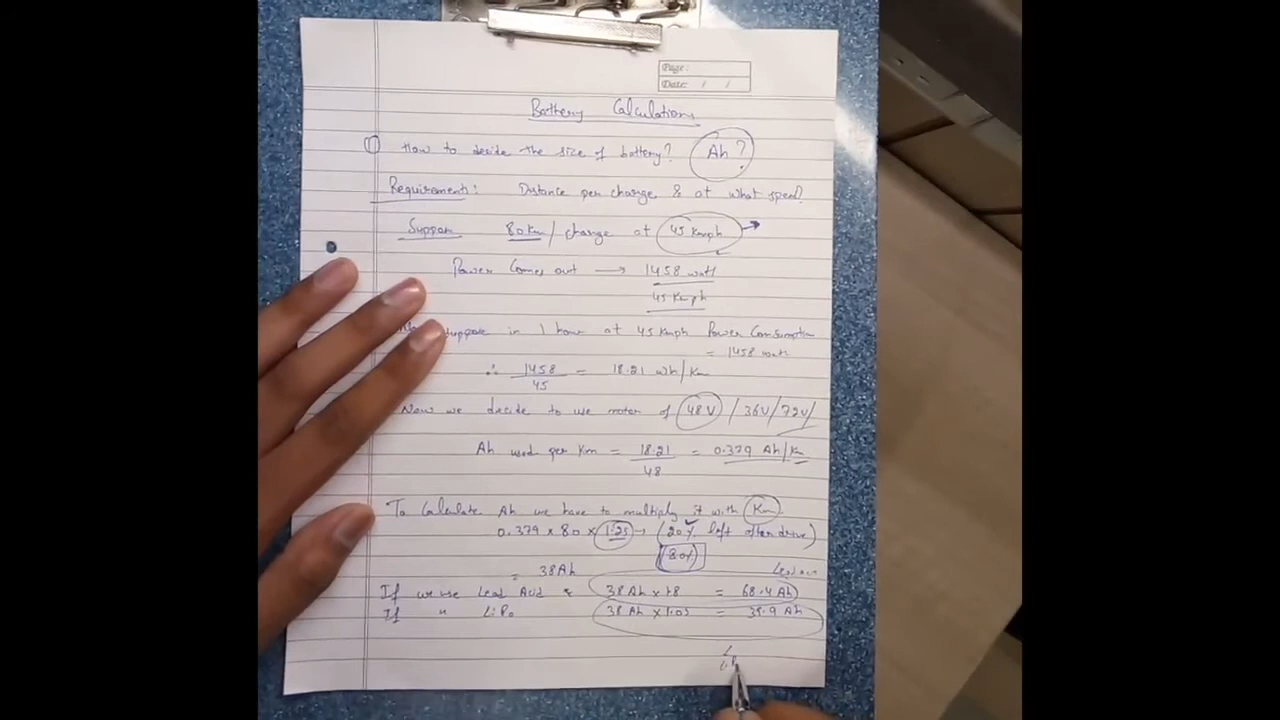 Page:
Date: / /
Battery Calculations
① How to decide the size of battery? Ah?
Requirement: Distance per charge & at what speed?
Suppose 80 Km/charge at 45 Kmph
Power Comes out → 1458 watt
45 Kmph
suppose in 1 hour at 45 Kmph Power Consumption
= 1458 watt
∴ 1458/45 = 18.21 wh/Km
Now we decide to use motor of 48V / 36V/72V/
Ah used per Km = 18.21/48 = 0.379 Ah/Km
To Calculate Ah we have to multiply it with Km
0.379 × 80 × 1.25 → (20% left after drive)
80%
= 38Ah
If we use Lead Acid 38 Ah × 1.8 = 68.4 Ah
If " LiPo 38 Ah × 1.05 = 39.9 Ah